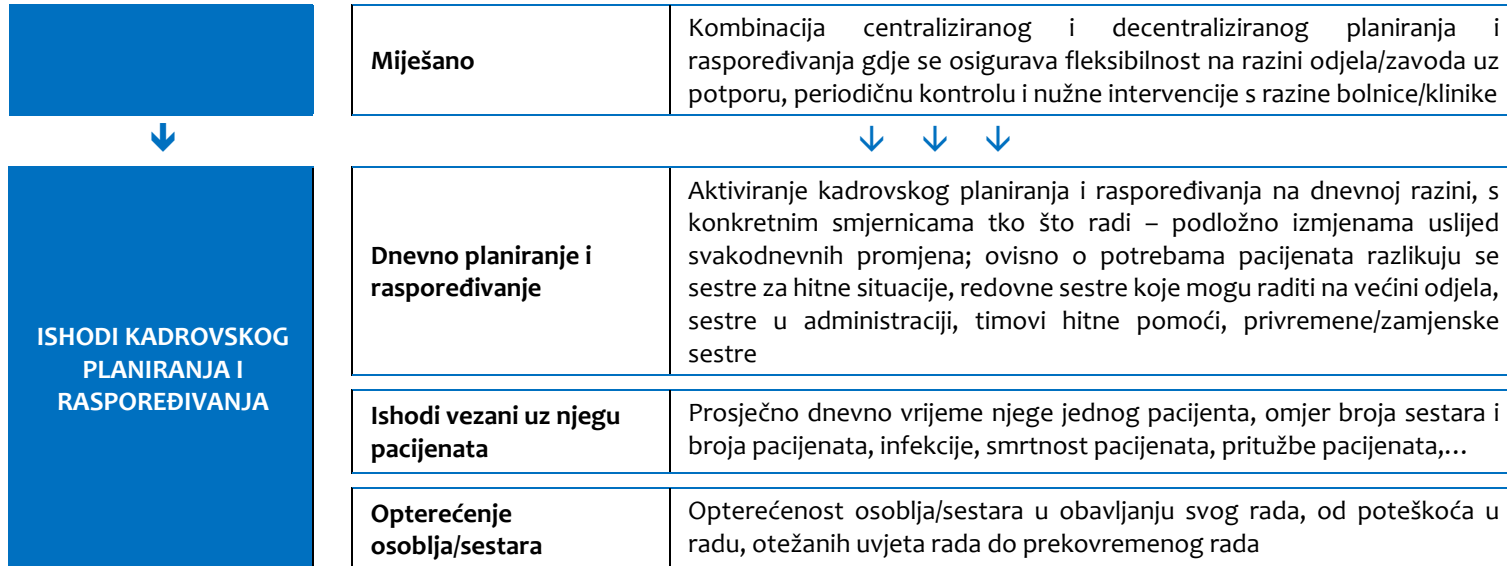 Miješano
Kombinacija centraliziranog i decentraliziranog planiranja i
raspoređivanja gdje se osigurava fleksibilnost na razini odjela/zavoda uz
potporu, periodičnu kontrolu i nužne intervencije s razine bolnice/klinike
ISHODI KADROVSKOG
PLANIRANJA I
RASPOREĐIVANJA
Dnevno planiranje i
raspoređivanje
Aktiviranje kadrovskog planiranja i raspoređivanja na dnevnoj razini, s
konkretnim smjernicama tko što radi – podložno izmjenama uslijed
svakodnevnih promjena; ovisno o potrebama pacijenata razlikuju se
sestre za hitne situacije, redovne sestre koje mogu raditi na većini odjela,
sestre u administraciji, timovi hitne pomoći, privremene/zamjenske
sestre
Ishodi vezani uz njegu
pacijenata
Prosječno dnevno vrijeme njege jednog pacijenta, omjer broja sestara i
broja pacijenata, infekcije, smrtnost pacijenata, pritužbe pacijenata,…
Opterećenje
osoblja/sestara
Opterećenost osoblja/sestara u obavljanju svog rada, od poteškoća u
radu, otežanih uvjeta rada do prekovremenog rada